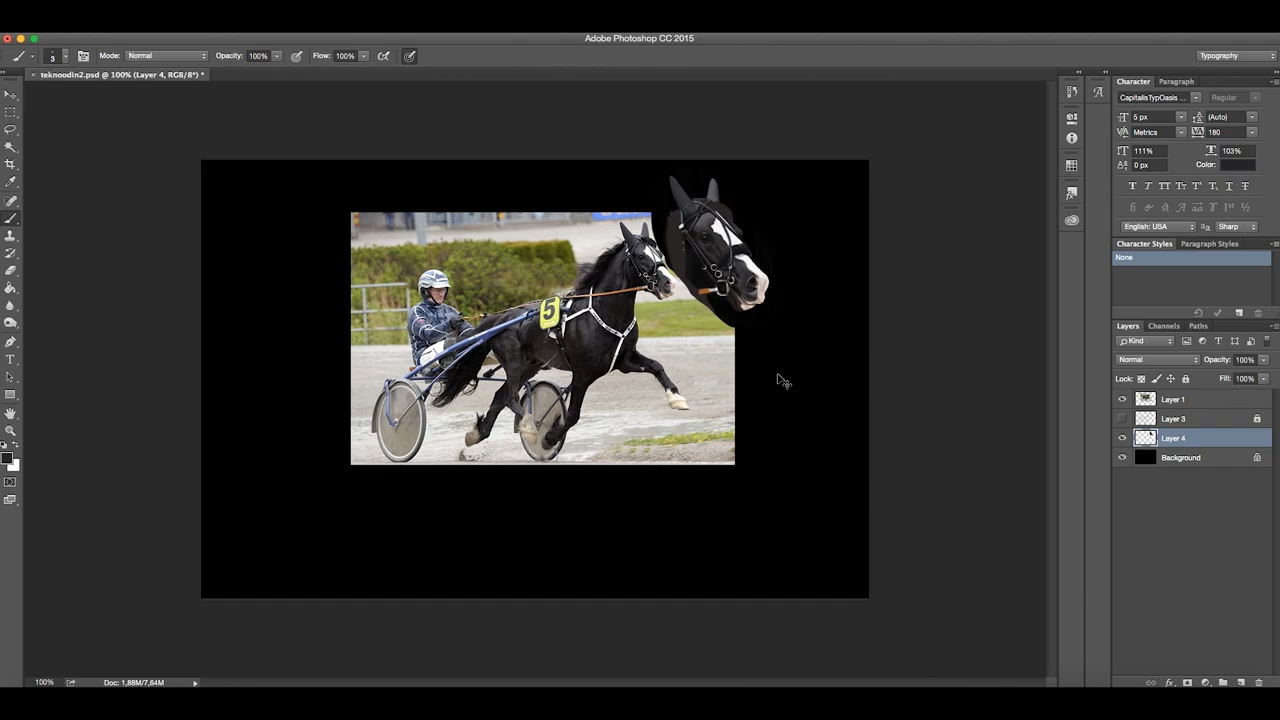 Adobe Photoshop CC 2015
3 Mode: Normal Opacity: 100% Flow: 100% Typography
× teknoodin2.psd @ 100% (Layer 4, RGB/8*) *
Character Paragraph
CapitalisTypOasis ... Regular
5 px (Auto)
Metrics 180
111% 103%
0 px Color:
English: USA Sharp
Character Styles Paragraph Styles
None
Layers Channels Paths
Kind
Normal Opacity: 100%
Lock: Fill: 100%
Layer 1
Layer 3
Layer 4
Background
5
100% Doc: 1,88M/7,64M